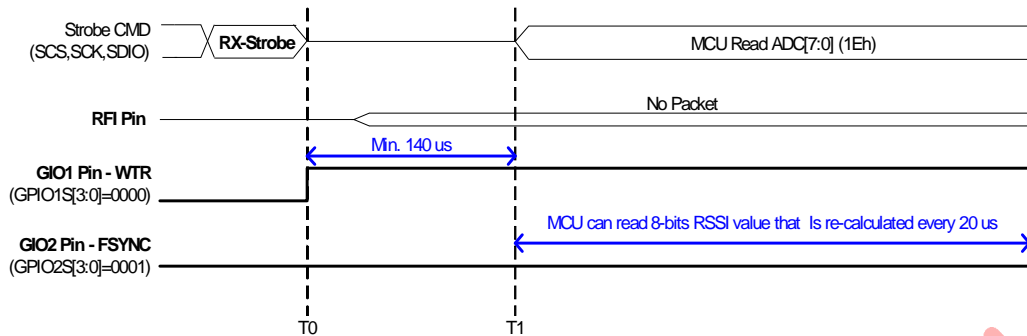 Strobe CMD
(SCS,SCK,SDIO)
RX-Strobe
MCU Read ADC[7:0] (1Eh)
RFI Pin
No Packet
Min. 140 us
GIO1 Pin - WTR
(GPIO1S[3:0]=0000)
MCU can read 8-bits RSSI value that Is re-calculated every 20 us
GIO2 Pin - FSYNC
(GPIO2S[3:0]=0001)
T0
T1